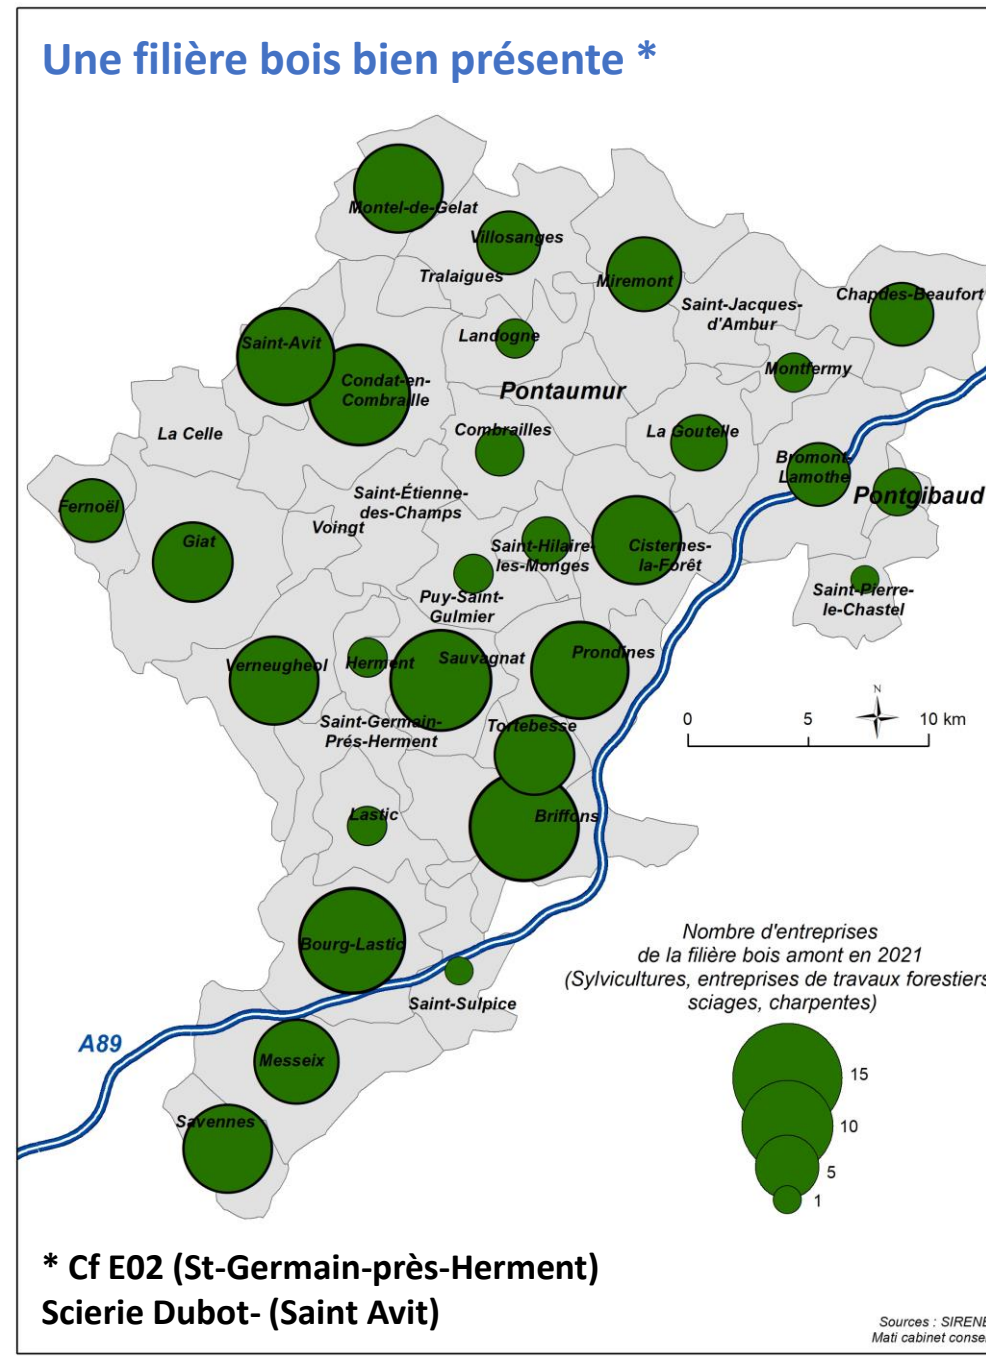 Une filière bois bien présente *
Montel-de-Gelat
Villosanges
Tralaigues
Miremont
Chapdes-Beaufort
Saint-Jacques-
d'Ambur
Landogne
Saint-Avit
Montfermy
Condat-en-
Combraille
Pontaumur
La Celle
Combrailles
La Goutelle
Bromont-
Lamothe
Pontgibaud
Fernoël
Saint-Étienne-
des-Champs
Voingt
Giat
Saint-Hilaire-
les-Monges
Cisternes-
la-Forêt
Puy-Saint-
Gulmier
Saint-Pierre-
le-Chastel
Verneugheol
Herment
Sauvagnat
Prondines
Saint-Germain-
Prés-Herment
Tortebesse
N
0 5 10 km
Lastic
Briffons
Bourg-Lastic
Saint-Sulpice
A89
Messeix
Savennes
Nombre d'entreprises
de la filière bois amont en 2021
(Sylvicultures, entreprises de travaux forestiers
sciages, charpentes)
15
10
5
1
* Cf E02 (St-Germain-près-Herment)
Scierie Dubot- (Saint Avit)
Sources : SIRENE
Mati cabinet conse